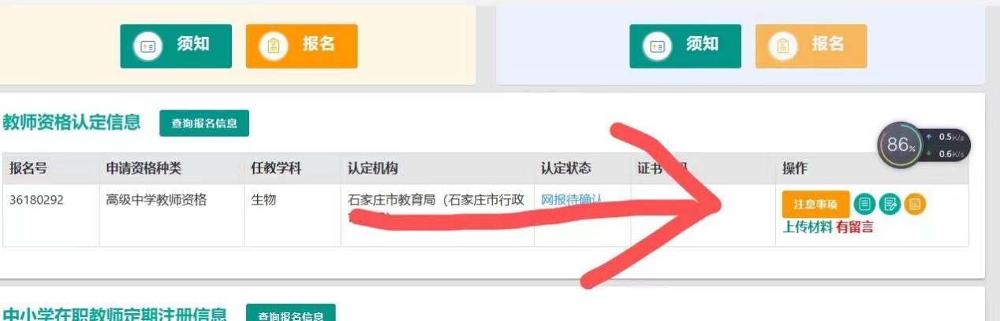 须知 报名 须知 报名
教师资格认定信息 查询报名信息
86% 0.5K/s
0.6K/s
报名号 申请资格种类 任教学科 认定机构 认定状态 证书 操作
36180292 高级中学教师资格 生物 石家庄市教育局（石家庄市行政 网报待确认 注意事项
上传材料 有留言
中小学在职教师定期注册信息 查询报名信息